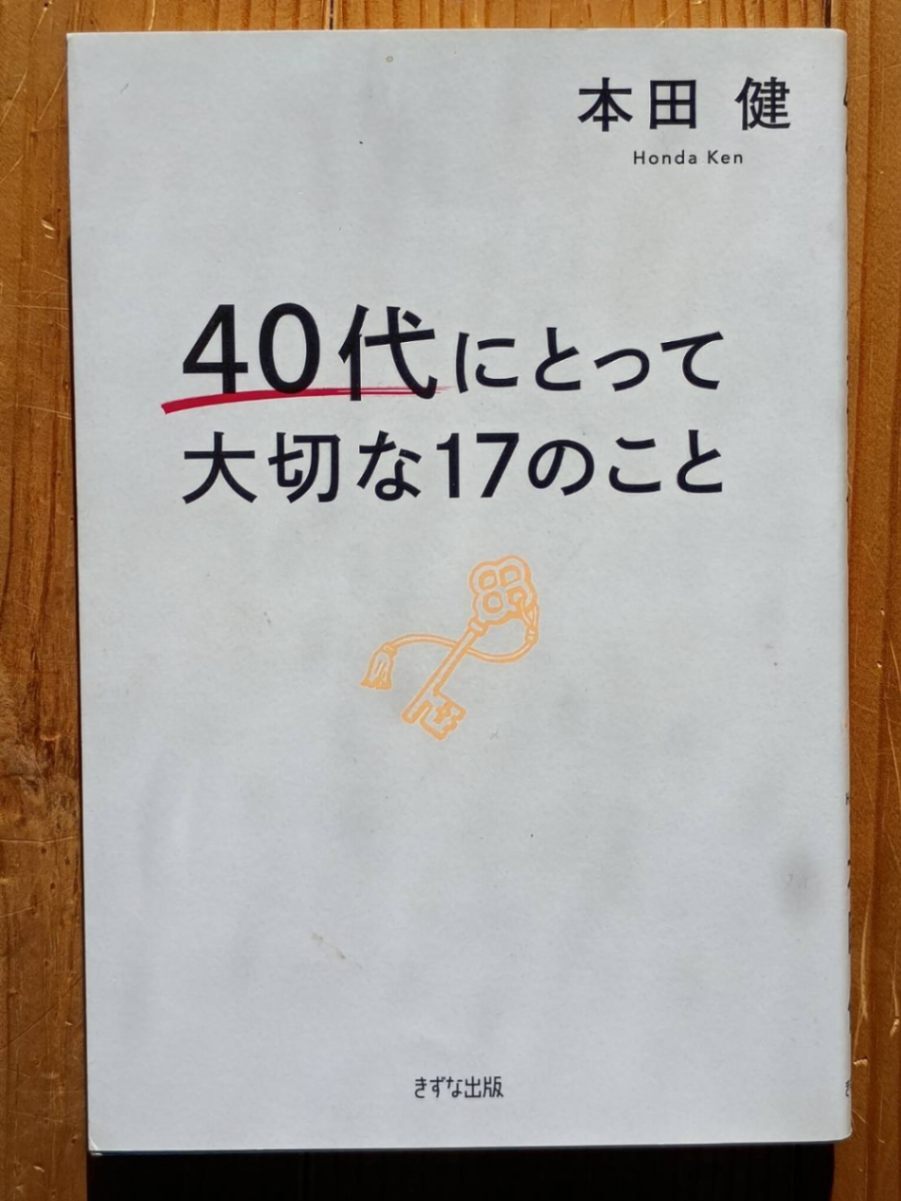 本田 健
Honda Ken
40代にとって
大切な17のこと
きずな出版